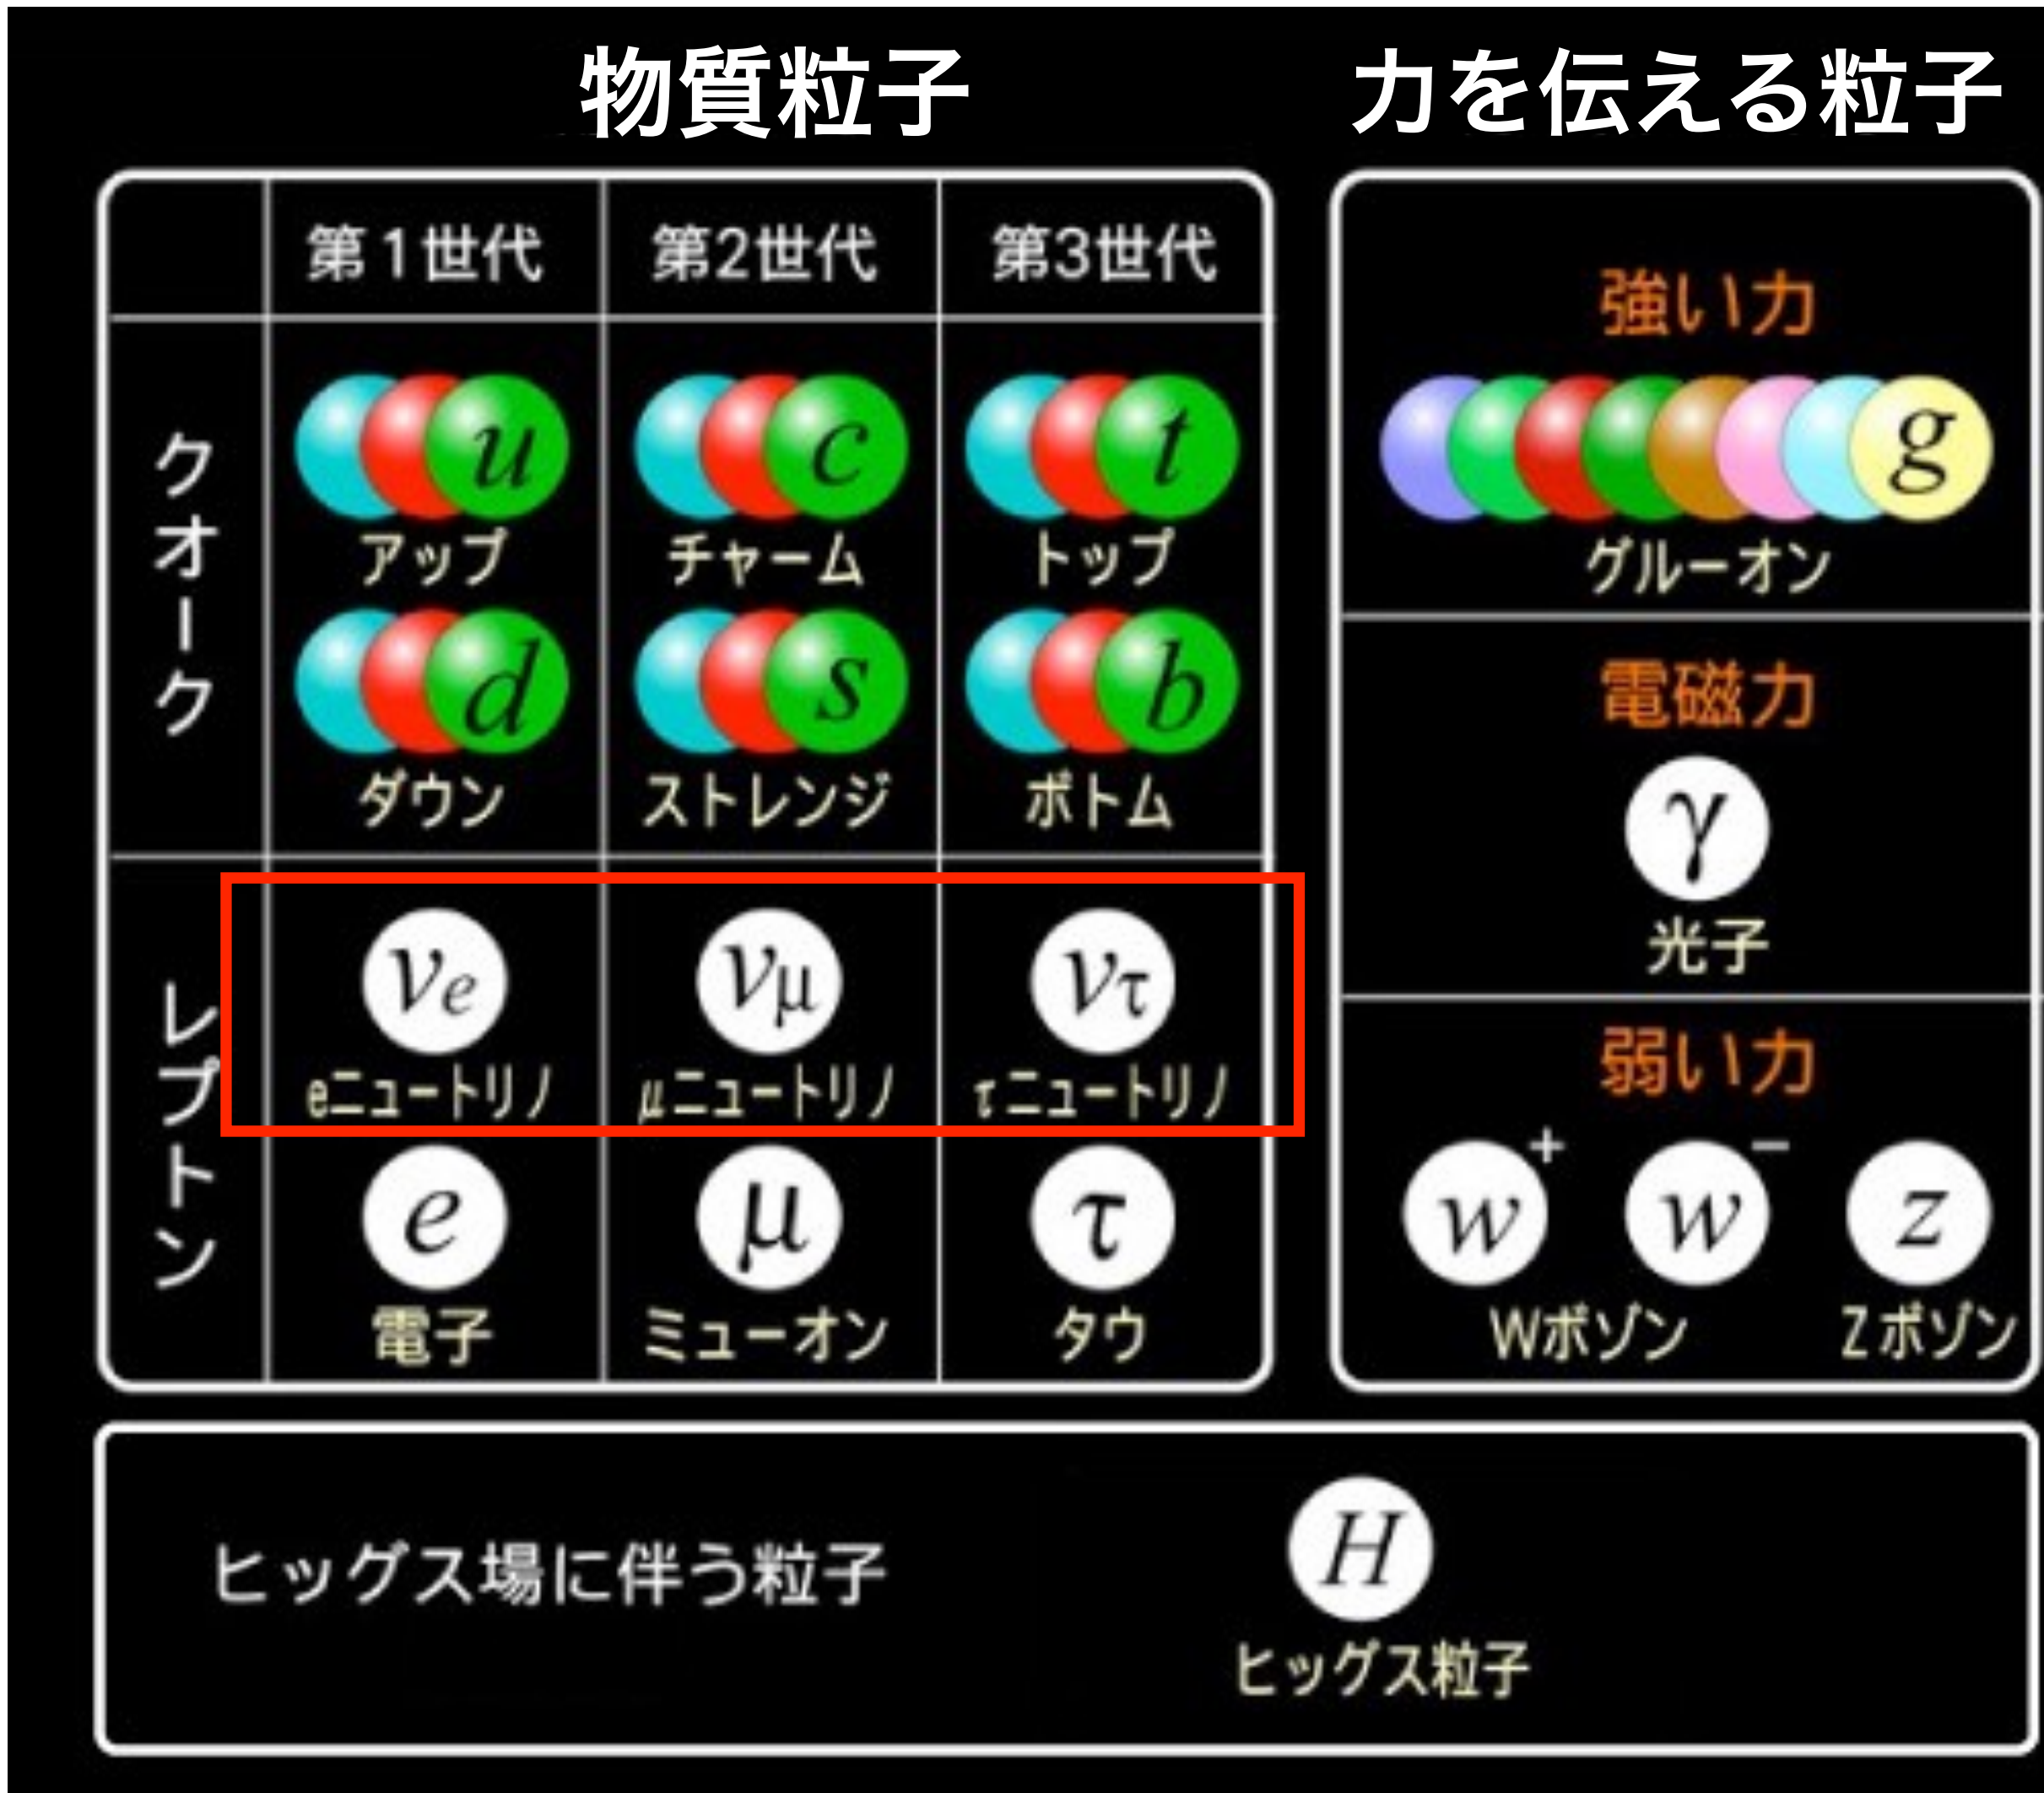 物質粒子
力を伝える粒子
第1世代
第2世代
第3世代
クオーク
u
c
t
アップ
チャーム
トップ
d
s
b
ダウン
ストレンジ
ボトム
レプトン
νe
νμ
ντ
eニュートリノ
μニュートリノ
τニュートリノ
e
μ
τ
電子
ミューオン
タウ
強い力
g
グルーオン
電磁力
γ
光子
弱い力
w+
w−
z
Wボゾン
Zボゾン
ヒッグス場に伴う粒子
H
ヒッグス粒子